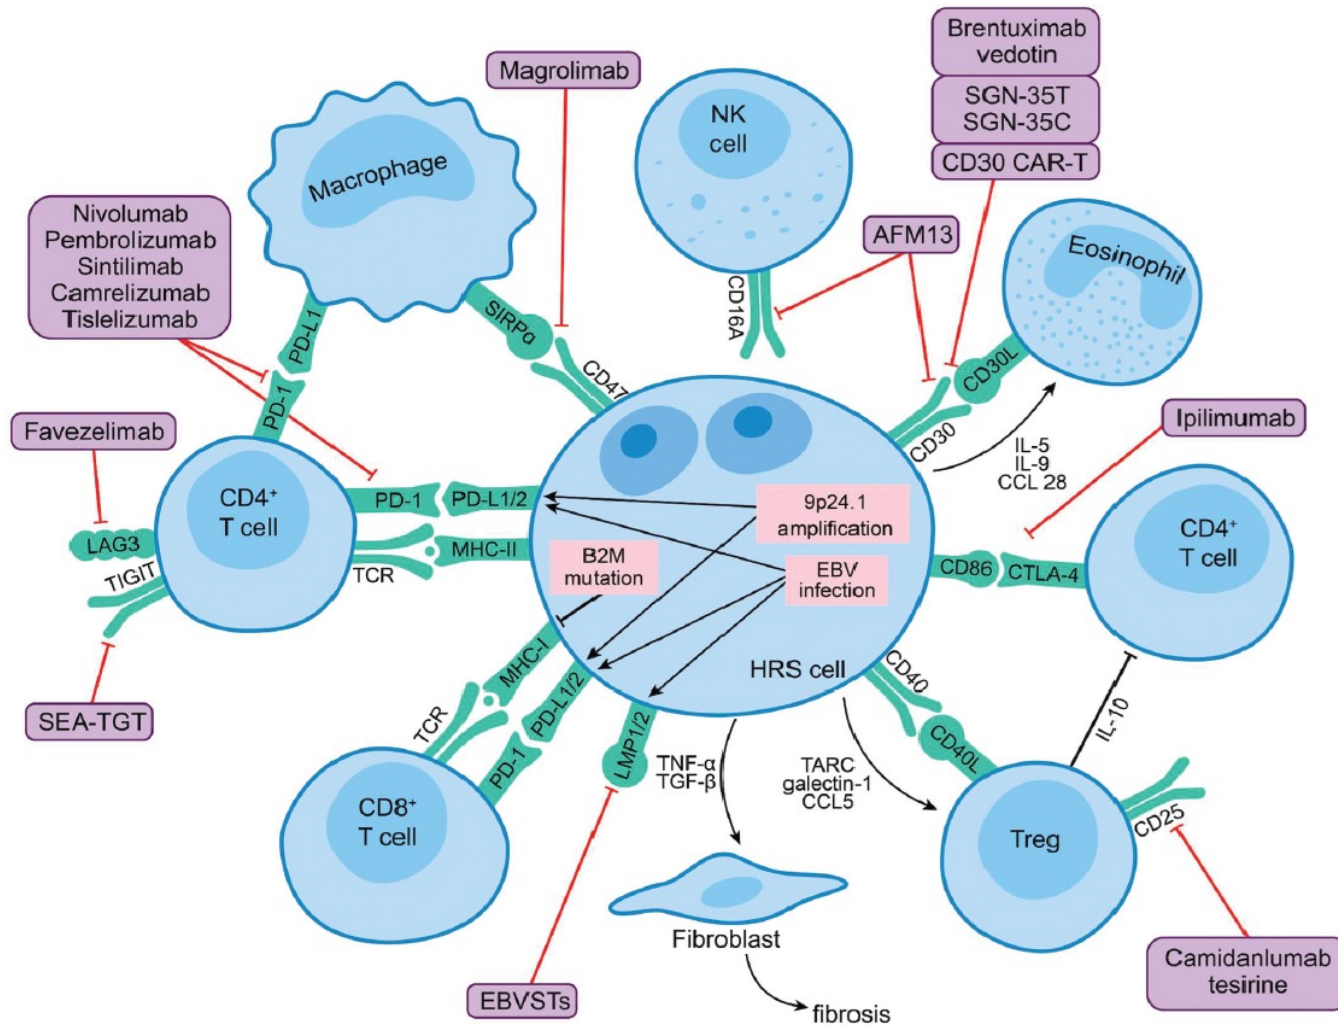 Brentuximab
vedotin
SGN-35T
SGN-35C
CD30 CAR-T
Magrolimab
NK
cell
Macrophage
Nivolumab
Pembrolizumab
Sintilimab
Camrelizumab
Tislelizumab
AFM13
Eosinophil
CD16A
PD-L1
SIRPα
CD30L
CD47
PD-1
Favezelimab
Ipilimumab
CD30
IL-5
IL-9
CCL 28
CD4+
T cell
PD-1
PD-L1/2
9p24.1
amplification
CD4+
T cell
LAG3
TIGIT
TCR
MHC-II
B2M
mutation
EBV
infection
CD86
CTLA-4
MHC-I
HRS cell
CD40
SEA-TGT
TCR
PD-L1/2
PD-1
LMP1/2
TNF-α
TGF-β
TARC
galectin-1
CCL5
CD40L
IL-10
CD8+
T cell
Treg
CD25
Fibroblast
Camidanlumab
tesirine
EBVSTs
fibrosis